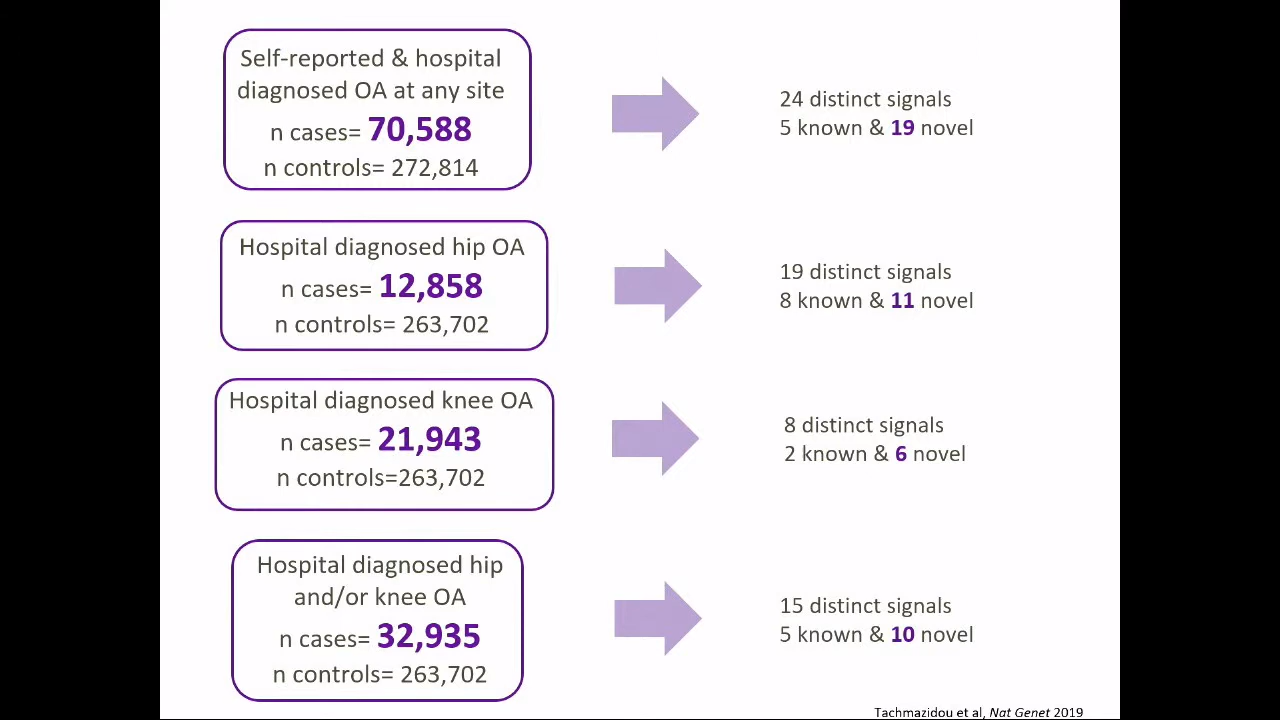 Self-reported & hospital
diagnosed OA at any site
n cases= 70,588
n controls= 272,814
24 distinct signals
5 known & 19 novel
Hospital diagnosed hip OA
n cases= 12,858
n controls= 263,702
19 distinct signals
8 known & 11 novel
Hospital diagnosed knee OA
n cases= 21,943
n controls=263,702
8 distinct signals
2 known & 6 novel
Hospital diagnosed hip
and/or knee OA
n cases= 32,935
n controls= 263,702
15 distinct signals
5 known & 10 novel
Tachmazidou et al, Nat Genet 2019